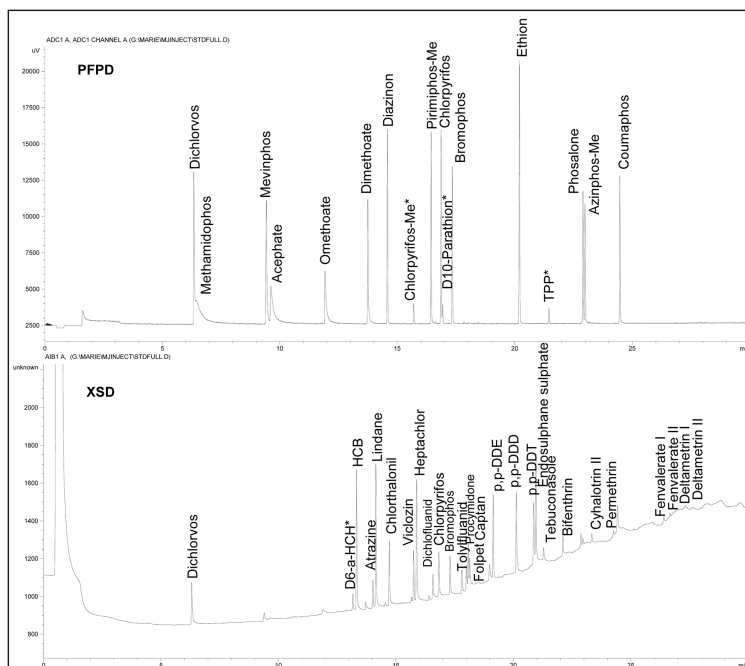 ADC1 A, ADC1 CHANNEL A (G:\MARIE\MJINJECT\STDFULL.D)
uV
PFPD
20000
17500
15000
12500
10000
7500
5000
2500
Dichlorvos
Methamidophos
Mevinphos
Acephate
Omethoate
Dimethoate
Diazinon
Chlorpyrifos-Me*
Pirimiphos-Me
Chlorpyrifos
D10-Parathion*
Bromophos
Ethion
TPP*
Phosalone
Azinphos-Me
Coumaphos
0 5 10 15 20 25 m
AIB1 A, (G:\MARIE\MJINJECT\STDFULL.D)
unknown
XSD
2000
1800
1600
1400
1200
1000
800
Dichlorvos
D6-a-HCH*
HCB
Atrazine
Lindane
Chlorthalonil
Viclozin
Heptachlor
Dichlofluanid
Chlorpyrifos
Bromophos
Tolylfluanid
Procymidone
Folpet Captan
p,p-DDE
p,p-DDD
p,p-DDT
Endosulphane sulphate
Tebuconasole
Bifenthrin
Cyhalotrin II
Permethrin
Fenvalerate I
Fenvalerate II
Deltametrin I
Deltametrin II
0 5 10 15 20 25 m